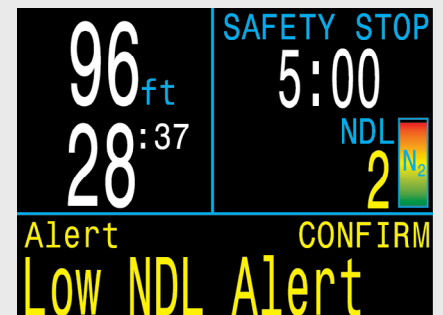 96ft
28:37
SAFETY STOP
5:00
NDL
2
N₂
Alert CONFIRM
Low NDL Alert